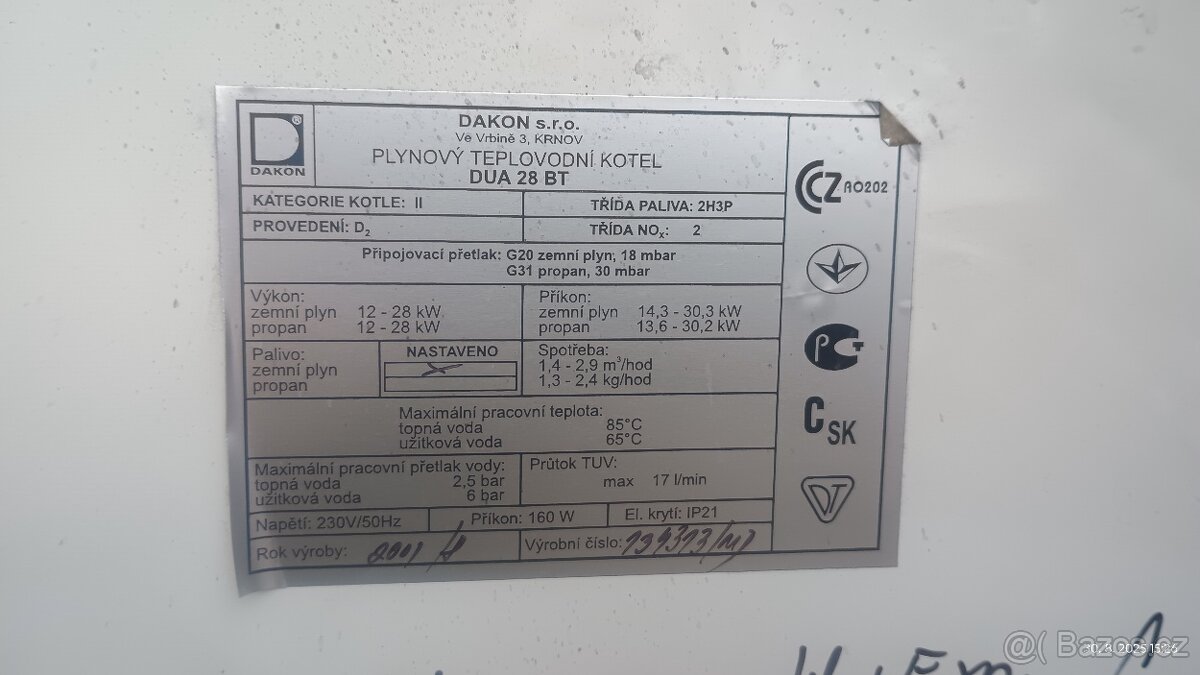 DAKON
DAKON s.r.o.
Ve Vrbině 3, KRNOV
PLYNOVÝ TEPLOVODNÍ KOTEL
DUA 28 BT
KATEGORIE KOTLE: II
TŘÍDA PALIVA: 2H3P
PROVEDENÍ: D2
TŘÍDA NOx: 2
Připojovací přetlak: G20 zemní plyn, 18 mbar
G31 propan, 30 mbar
Výkon:
zemní plyn 12 - 28 kW
propan 12 - 28 kW
Příkon:
zemní plyn 14,3 - 30,3 kW
propan 13,6 - 30,2 kW
Palivo:
zemní plyn
propan
NASTAVENO
Spotřeba:
1,4 - 2,9 m³/hod
1,3 - 2,4 kg/hod
Maximální pracovní teplota:
topná voda 85°C
užitková voda 65°C
Maximální pracovní přetlak vody:
topná voda 2,5 bar
užitková voda 6 bar
Průtok TUV:
max 17 l/min
Napětí: 230V/50Hz
Příkon: 160 W
El. krytí: IP21
Rok výroby: 2001
Výrobní číslo:
CCZ AO202
C SK
DT
Bazos.cz